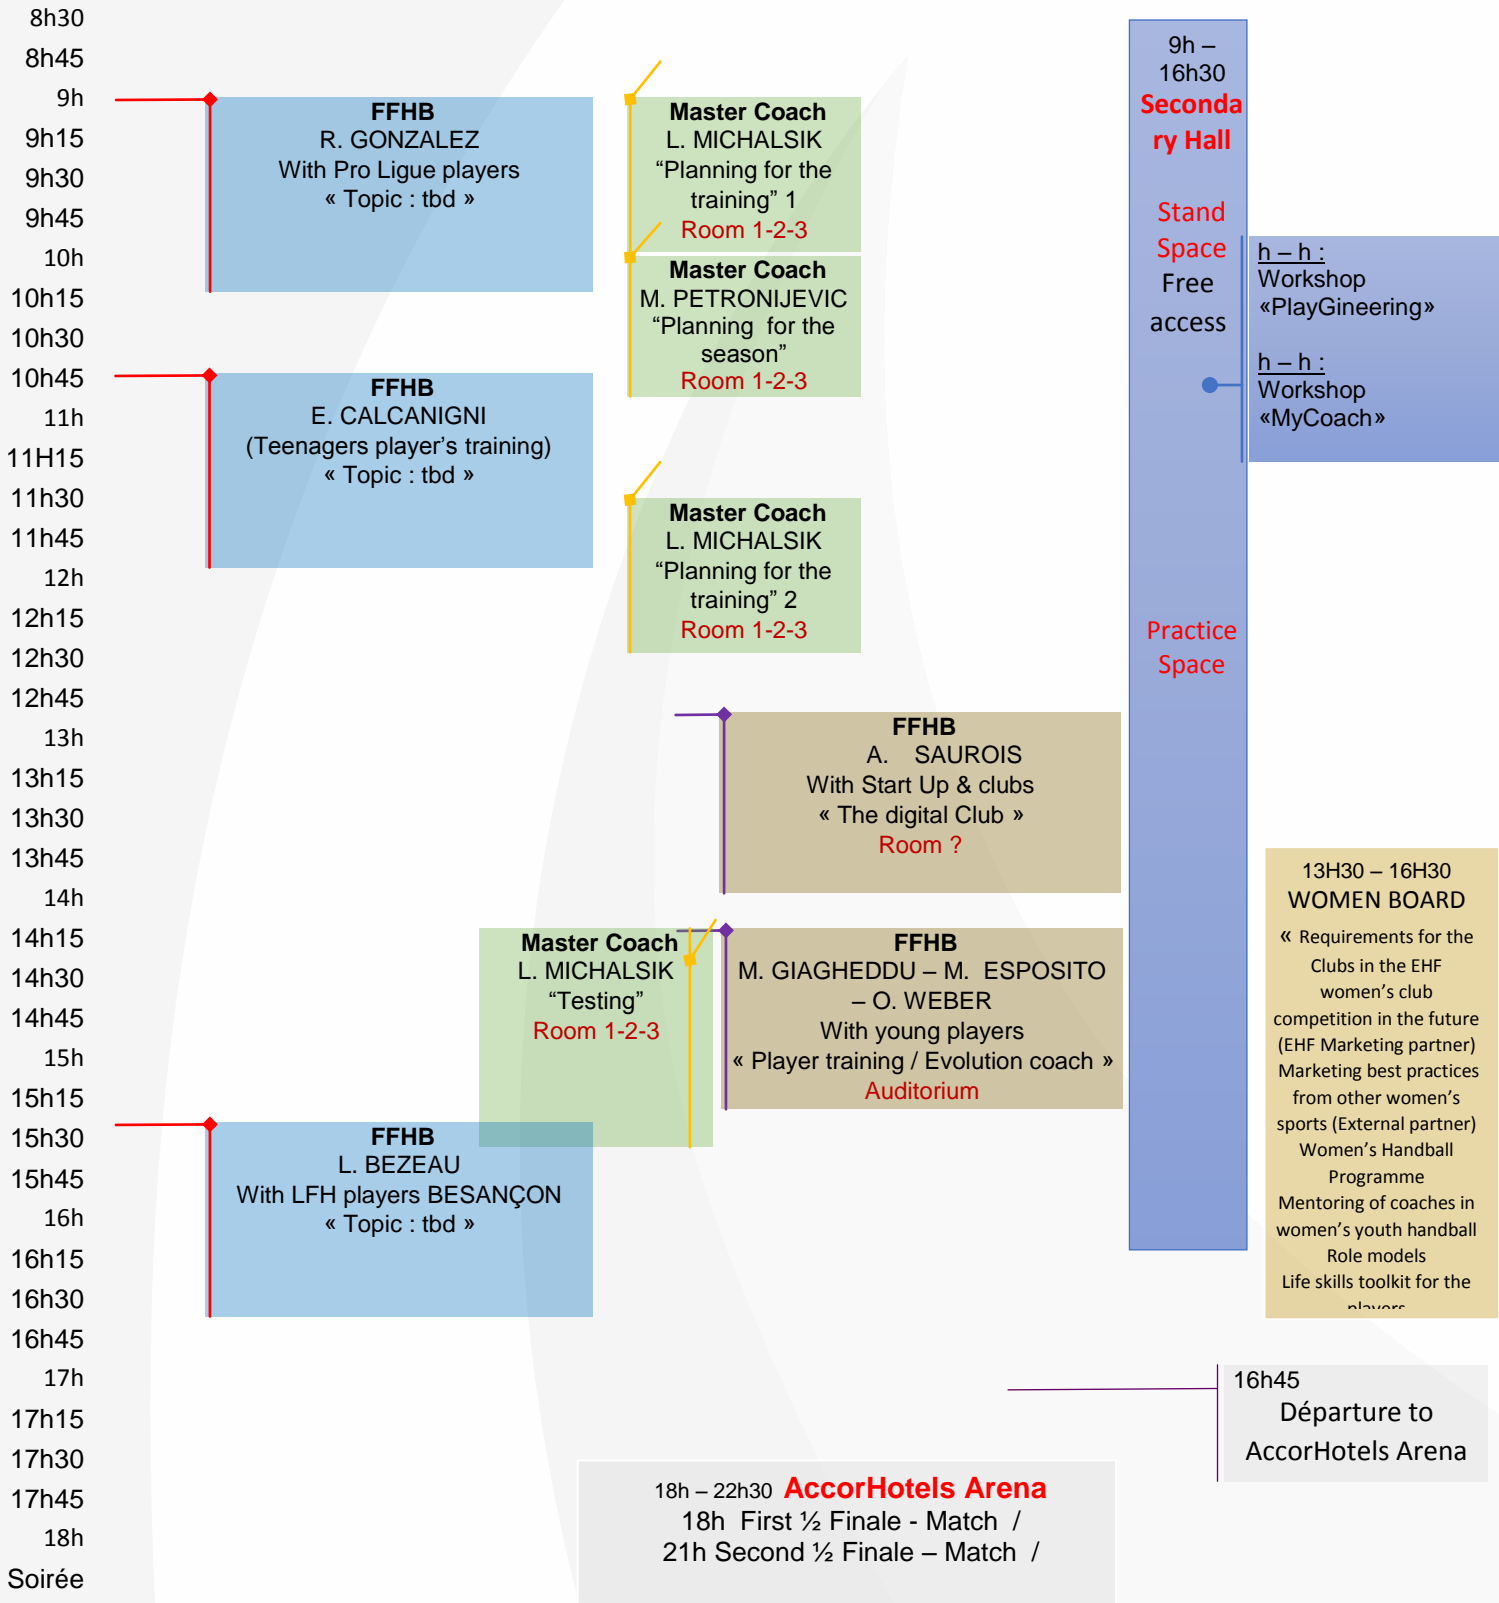 8h30
8h45
9h
9h15
9h30
9h45
10h
10h15
10h30
10h45
11h
11H15
11h30
11h45
12h
12h15
12h30
12h45
13h
13h15
13h30
13h45
14h
14h15
14h30
14h45
15h
15h15
15h30
15h45
16h
16h15
16h30
16h45
17h
17h15
17h30
17h45
18h
Soirée
FFHB
R. GONZALEZ
With Pro Ligue players
« Topic : tbd »
FFHB
E. CALCANIGNI
(Teenagers player’s training)
« Topic : tbd »
FFHB
L. BEZEAU
With LFH players BESANÇON
« Topic : tbd »
Master Coach
L. MICHALSIK
“Planning for the
training” 1
Room 1-2-3
Master Coach
M. PETRONIJEVIC
“Planning for the
season”
Room 1-2-3
Master Coach
L. MICHALSIK
“Planning for the
training” 2
Room 1-2-3
Master Coach
L. MICHALSIK
“Testing”
Room 1-2-3
FFHB
A. SAUROIS
With Start Up & clubs
« The digital Club »
Room ?
FFHB
M. GIAGHEDDU – M. ESPOSITO
– O. WEBER
With young players
« Player training / Evolution coach »
Auditorium
9h –
16h30
Seconda
ry Hall
Stand
Space
Free
access
Practice
Space
h – h :
Workshop
«PlayGineering»
h – h :
Workshop
«MyCoach»
13H30 – 16H30
WOMEN BOARD
« Requirements for the
Clubs in the EHF
women’s club
competition in the future
(EHF Marketing partner)
Marketing best practices
from other women’s
sports (External partner)
Women’s Handball
Programme
Mentoring of coaches in
women’s youth handball
Role models
Life skills toolkit for the
players
16h45
Départure to
AccorHotels Arena
18h – 22h30 AccorHotels Arena
18h First ½ Finale - Match /
21h Second ½ Finale – Match /